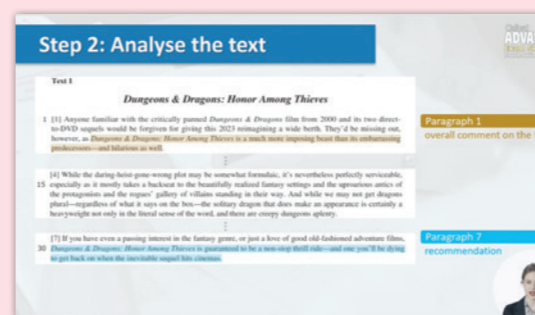 Step 2: Analyse the text
ADVA
Text 1
Dungeons & Dragons: Honor Among Thieves
1 [1] Anyone familiar with the critically panned Dungeons & Dragons film from 2000 and its two direct-
to-DVD sequels would be forgiven for giving this 2023 reimagining a wide berth. They'd be missing out,
however, as Dungeons & Dragons: Honor Among Thieves is a much more imposing beast than its embarrassing
predecessors—and hilarious as well.
Paragraph 1
overall comment on the
[4] While the daring-heist-gone-wrong plot may be somewhat formulaic, it's nevertheless perfectly serviceable,
15 especially as it mostly takes a backseat to the beautifully realized fantasy settings and the uproarious antics of
the protagonists and the rogues' gallery of villains standing in their way. And while we may not get dragons
plural—regardless of what it says on the box—the solitary dragon that does make an appearance is certainly a
heavyweight not only in the literal sense of the word, and there are creepy dungeons aplenty.
[7] If you have even a passing interest in the fantasy genre, or just a love of good old-fashioned adventure films,
30 Dungeons & Dragons: Honor Among Thieves is guaranteed to be a non-stop thrill ride—and one you'll be dying
to get back on when the inevitable sequel hits cinemas.
Paragraph 7
recommendation